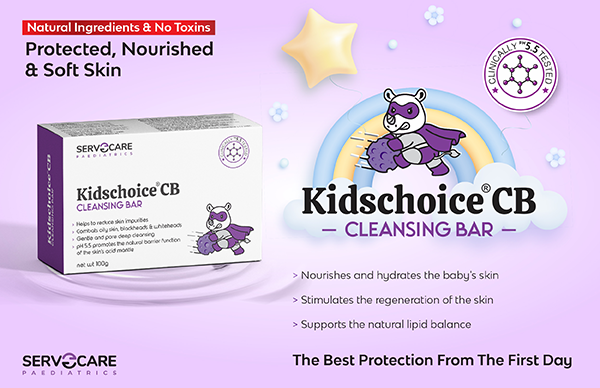 Natural Ingredients & No Toxins
Protected, Nourished
& Soft Skin
CLINICALLY PH 5.5 TESTED
SERVOCARE
PAEDIATRICS
Kidschoice® CB
CLEANSING BAR
• Helps to reduce skin impurities
• Combats oily skin, blackheads & whiteheads
• Gentle and pore deep cleansing
• pH 5.5 promotes the natural barrier function
of the skin's acid mantle
net wt 100g
Kidschoice® CB
Kidschoice® CB
– CLEANSING BAR –
> Nourishes and hydrates the baby's skin
> Stimulates the regeneration of the skin
> Supports the natural lipid balance
SERVOCARE
PAEDIATRICS
The Best Protection From The First Day